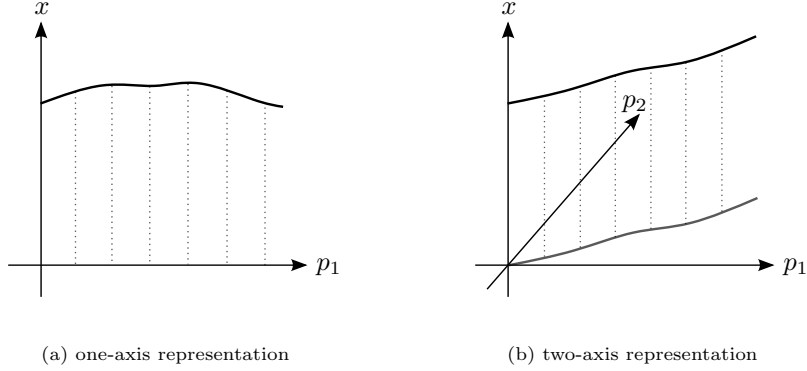 x
p1
(a) one-axis representation
x
p2
p1
(b) two-axis representation